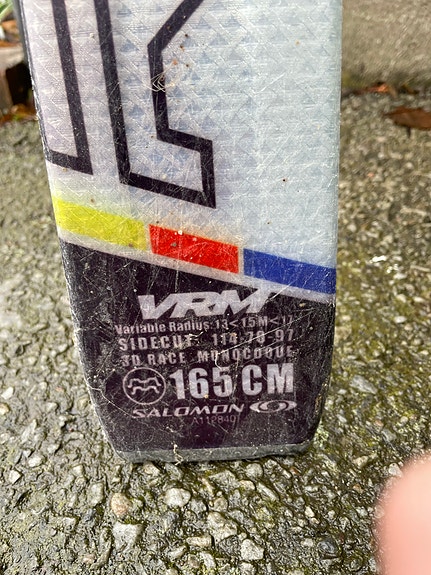 VRM
Variable Radius: 13<15M<17
SIDECUT: 114-70-97
3D RACE MONOCOQUE
165 CM
SALOMON